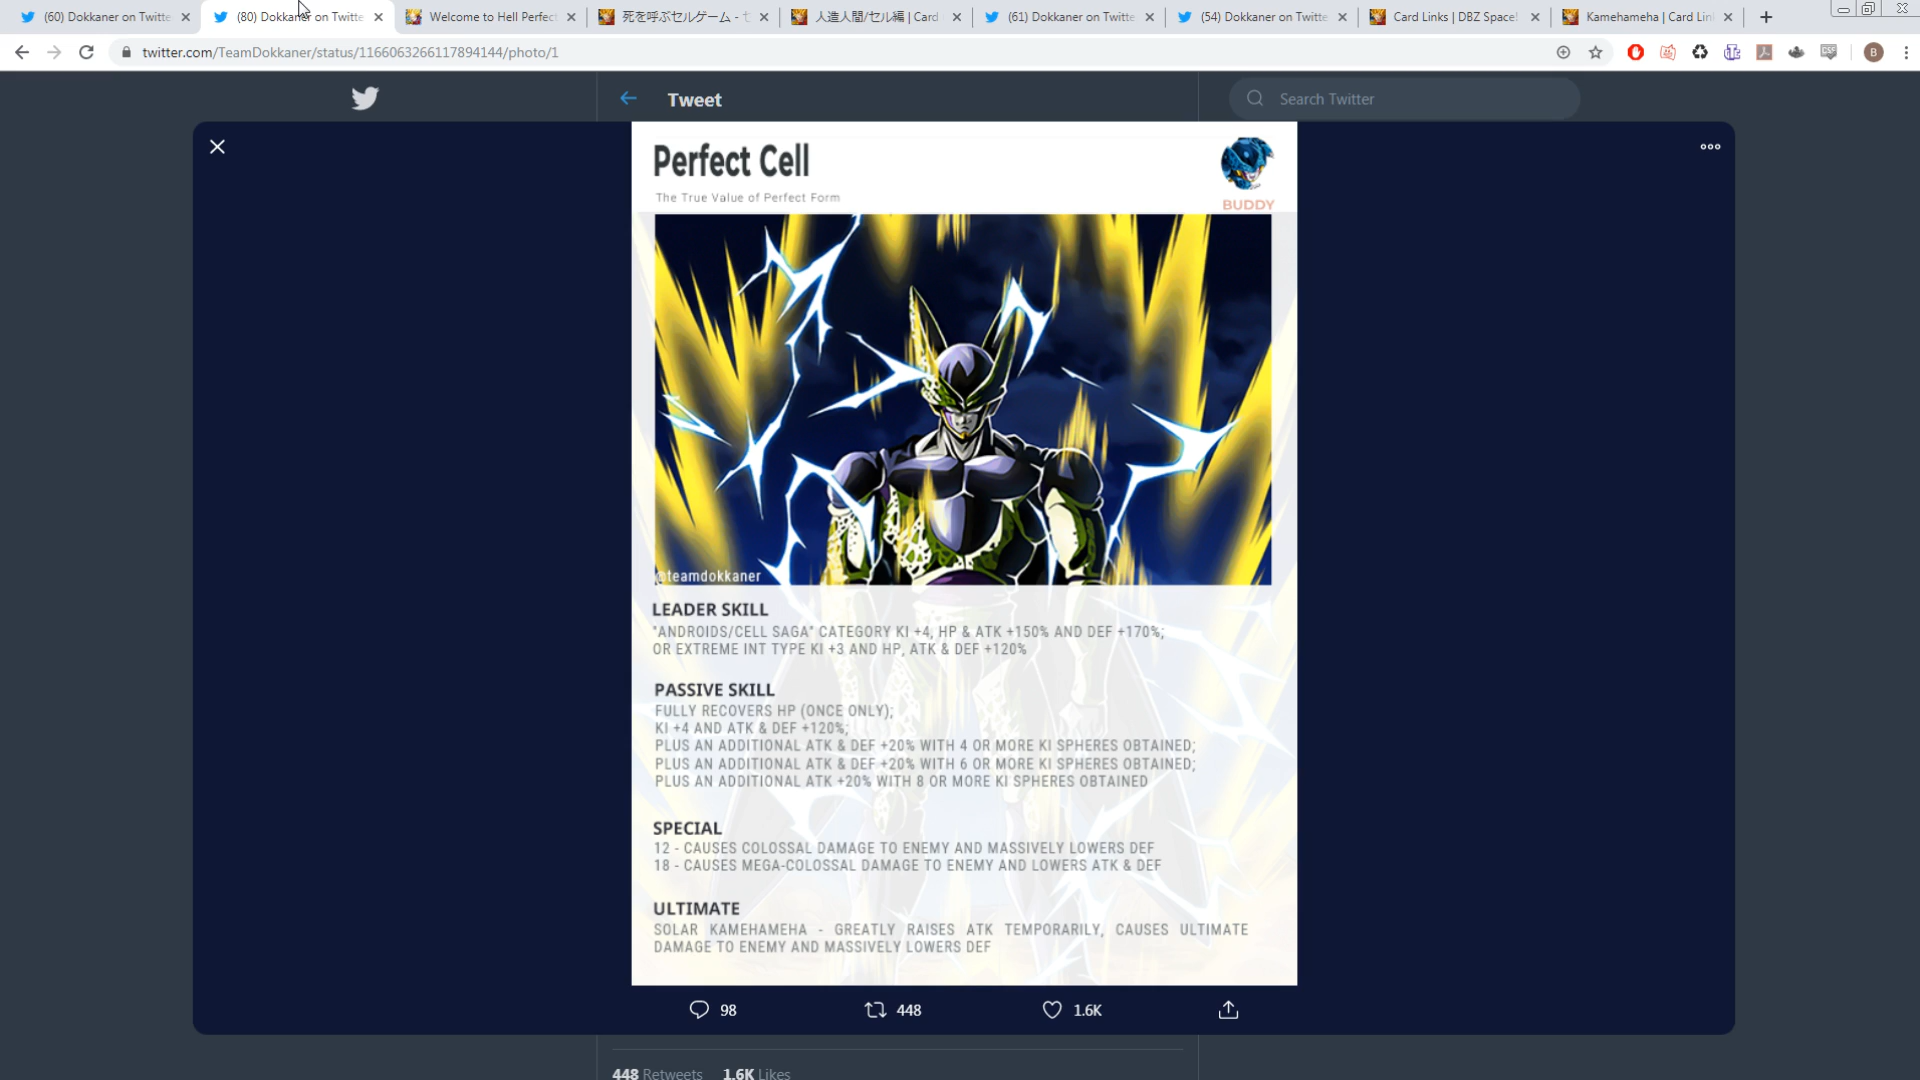 (60) Dokkaner on Twitte
(80) Dokkaner on Twitte
Welcome to Hell Perfect
死を呼ぶセルゲーム - セ
人造人間/セル編 | Card
(61) Dokkaner on Twitte
(54) Dokkaner on Twitte
Card Links | DBZ Space!
Kamehameha | Card Lin
twitter.com/TeamDokkaner/status/1166063266117894144/photo/1
CSS
B
Tweet
Search Twitter
Perfect Cell
The True Value of Perfect Form
BUDDY
@teamdokkaner
LEADER SKILL
"ANDROIDS/CELL SAGA" CATEGORY KI +4, HP & ATK +150% AND DEF +170%;
OR EXTREME INT TYPE KI +3 AND HP, ATK & DEF +120%
PASSIVE SKILL
FULLY RECOVERS HP (ONCE ONLY);
KI +4 AND ATK & DEF +120%;
PLUS AN ADDITIONAL ATK & DEF +20% WITH 4 OR MORE KI SPHERES OBTAINED;
PLUS AN ADDITIONAL ATK & DEF +20% WITH 6 OR MORE KI SPHERES OBTAINED;
PLUS AN ADDITIONAL ATK +20% WITH 8 OR MORE KI SPHERES OBTAINED
SPECIAL
12 - CAUSES COLOSSAL DAMAGE TO ENEMY AND MASSIVELY LOWERS DEF
18 - CAUSES MEGA-COLOSSAL DAMAGE TO ENEMY AND LOWERS ATK & DEF
ULTIMATE
SOLAR KAMEHAMEHA - GREATLY RAISES ATK TEMPORARILY, CAUSES ULTIMATE
DAMAGE TO ENEMY AND MASSIVELY LOWERS DEF
98
448
1.6K
448 Retweets 1.6K Likes